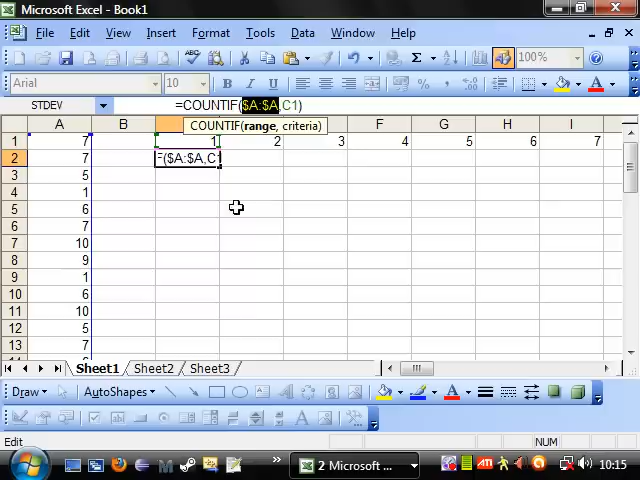 Microsoft Excel - Book1
File Edit View Insert Format Tools Data Window Help
100%
Arial 10 B I U
STDEV =COUNTIF($A:$A,C1)
COUNTIF(range, criteria)
A B F G H I
1 7 1 2 3 4 5 6 7
2 7 =($A:$A,C1
3 5
4 1
5 6
6 7
7 10
8 9
9 1
10 6
11 10
12 5
13 7
Sheet1 Sheet2 Sheet3
Draw AutoShapes
Edit NUM
2 Microsoft ... 10:15